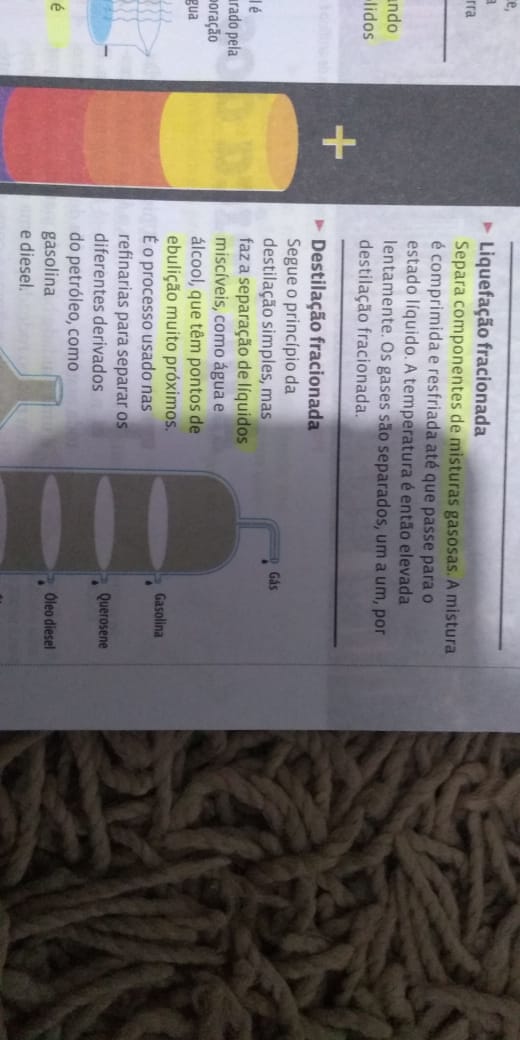 e,
a
rra
ndo
lidos
l é
rado pela
poração
gua
é
+
Liquefação fracionada
Separa componentes de misturas gasosas. A mistura
é comprimida e resfriada até que passe para o
estado líquido. A temperatura é então elevada
lentamente. Os gases são separados, um a um, por
destilação fracionada.
Destilação fracionada
Segue o princípio da
destilação simples, mas
faz a separação de líquidos
miscíveis, como água e
álcool, que têm pontos de
ebulição muito próximos.
É o processo usado nas
refinarias para separar os
diferentes derivados
do petróleo, como
gasolina
e diesel.
Gás
Gasolina
Querosene
Óleo diesel